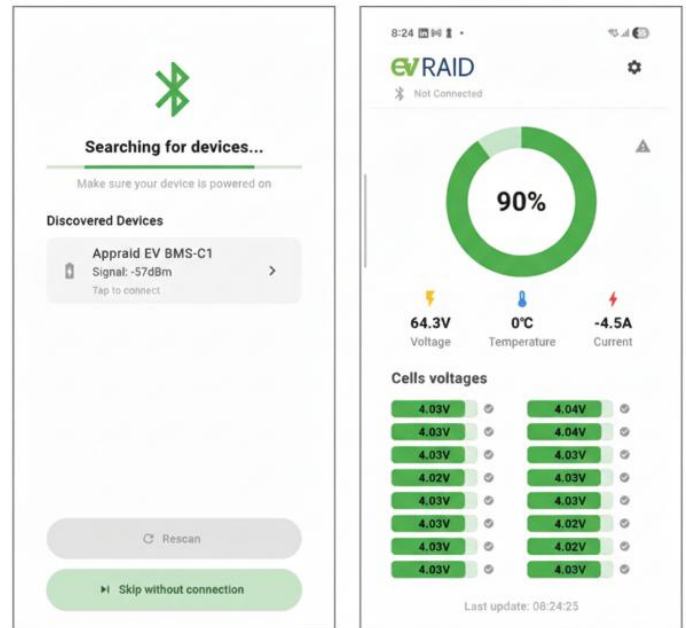 Searching for devices...
Make sure your device is powered on
Discovered Devices
Appraid EV BMS-C1
Signal: -57dBm
Tap to connect
Rescan
Skip without connection
8:24
EVRAID
Not Connected
90%
64.3V 0°C -4.5A
Voltage Temperature Current
Cells voltages
4.03V 4.04V
4.03V 4.04V
4.03V 4.03V
4.02V 4.03V
4.03V 4.03V
4.03V 4.02V
4.03V 4.02V
4.03V 4.03V
Last update: 08:24:25